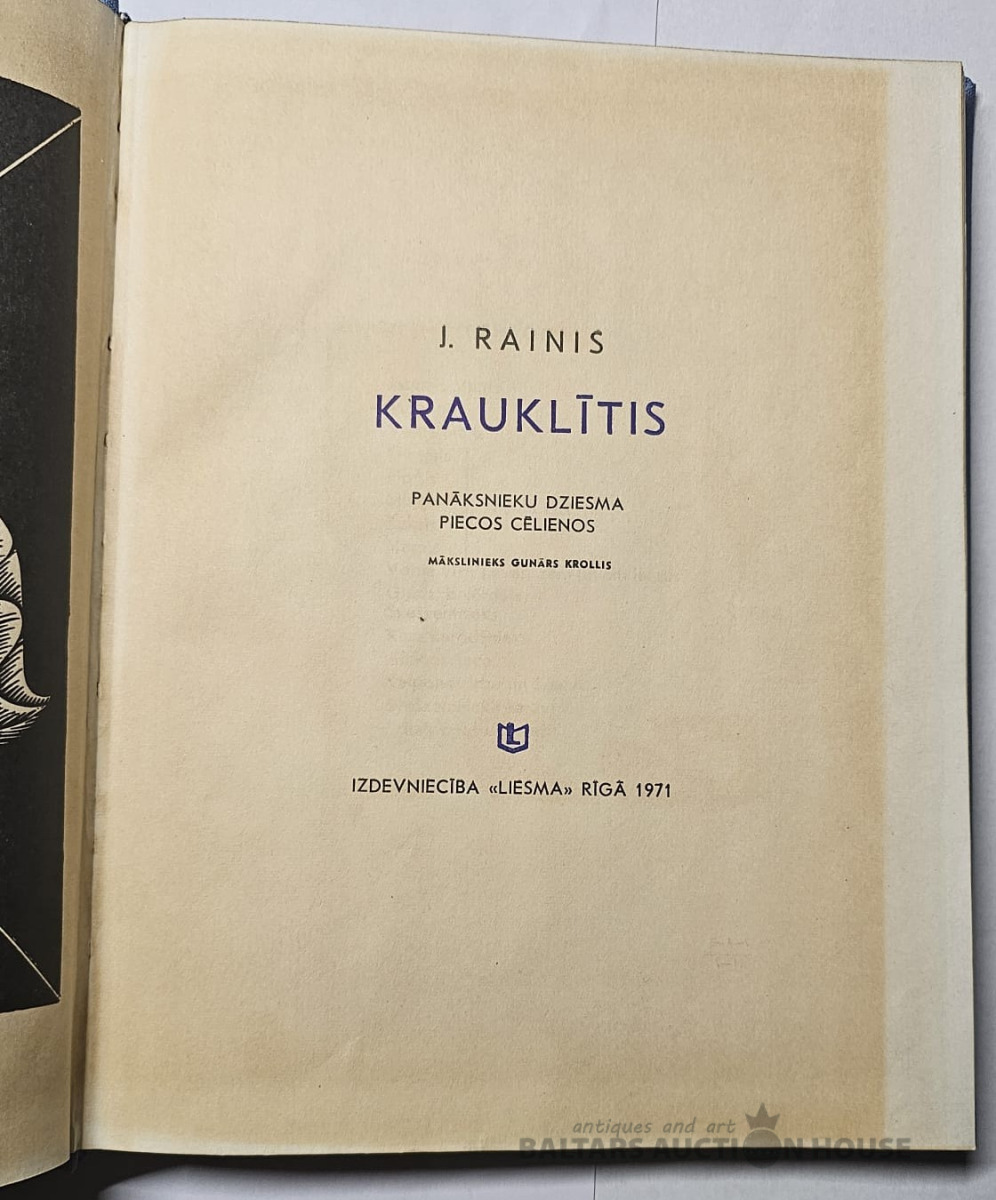 J. RAINIS
KRAUKLĪTIS
PANĀKSNIEKU DZIESMA
PIECOS CĒLIENOS
MĀKSLINIEKS GUNĀRS KROLLIS
IZDEVNIECĪBA «LIESMA» RĪGĀ 1971
antiques and art
BALTARS AUCTION HOUSE